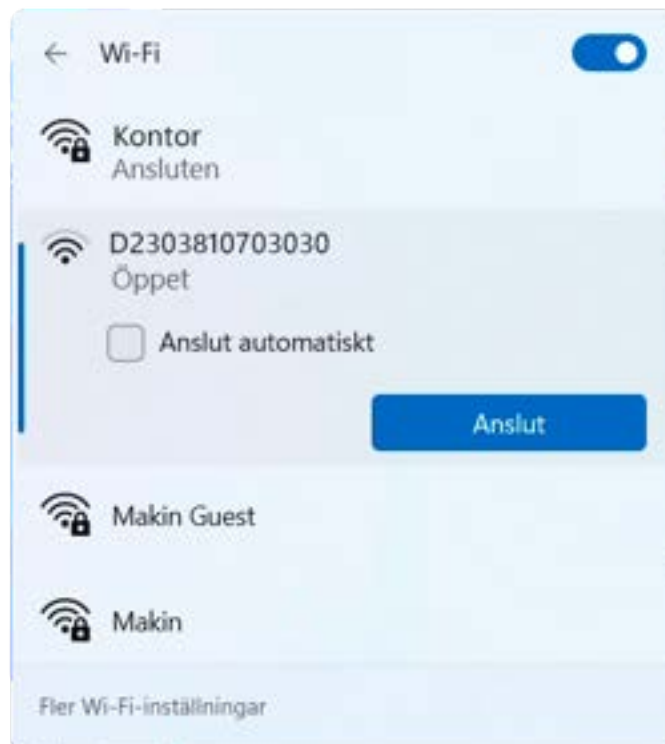 Wi-Fi
Kontor
Ansluten
D2303810703030
Öppet
Anslut automatiskt
Anslut
Makin Guest
Makin
Fler Wi-Fi-inställningar